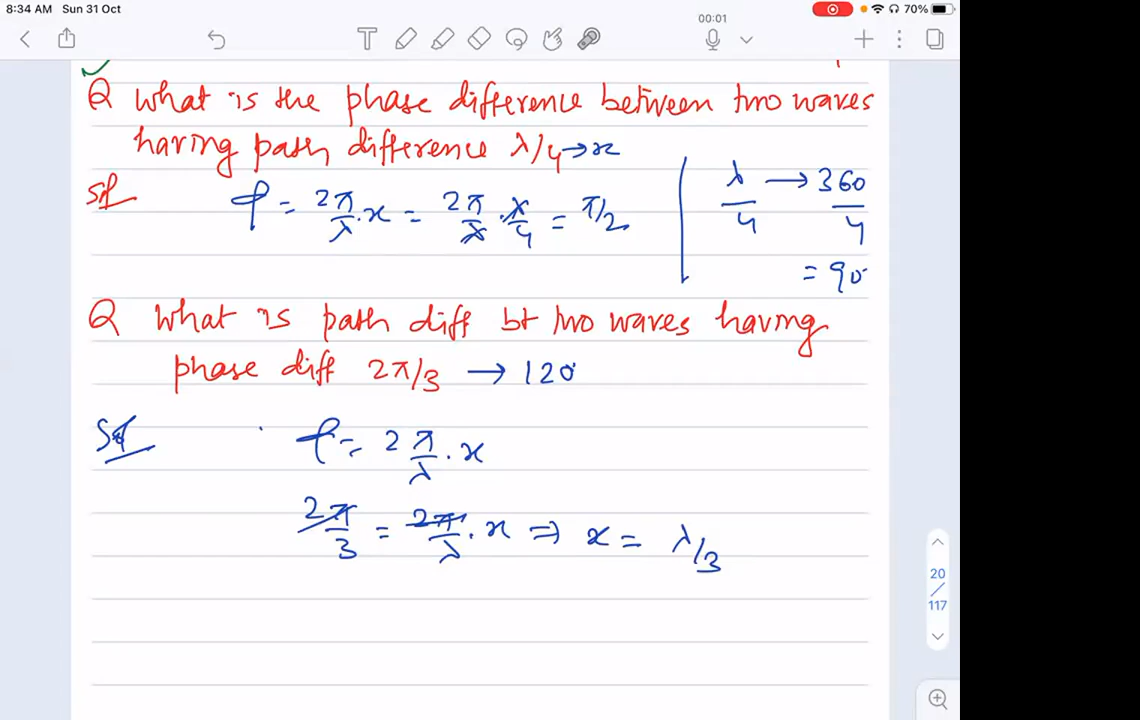 8:34 AM Sun 31 Oct
70%
00:01
Q What is the phase difference between two waves
having path difference λ/4 → x
Sol
φ = 2π/λ · x = 2π/λ · λ/4 = π/2
λ/4 → 360/4
= 90°
Q What is path diff bt two waves having
phase diff 2π/3 → 120°
Sol
φ = 2π/λ · x
2π/3 = 2π/λ · x ⇒ x = λ/3
20
/
117